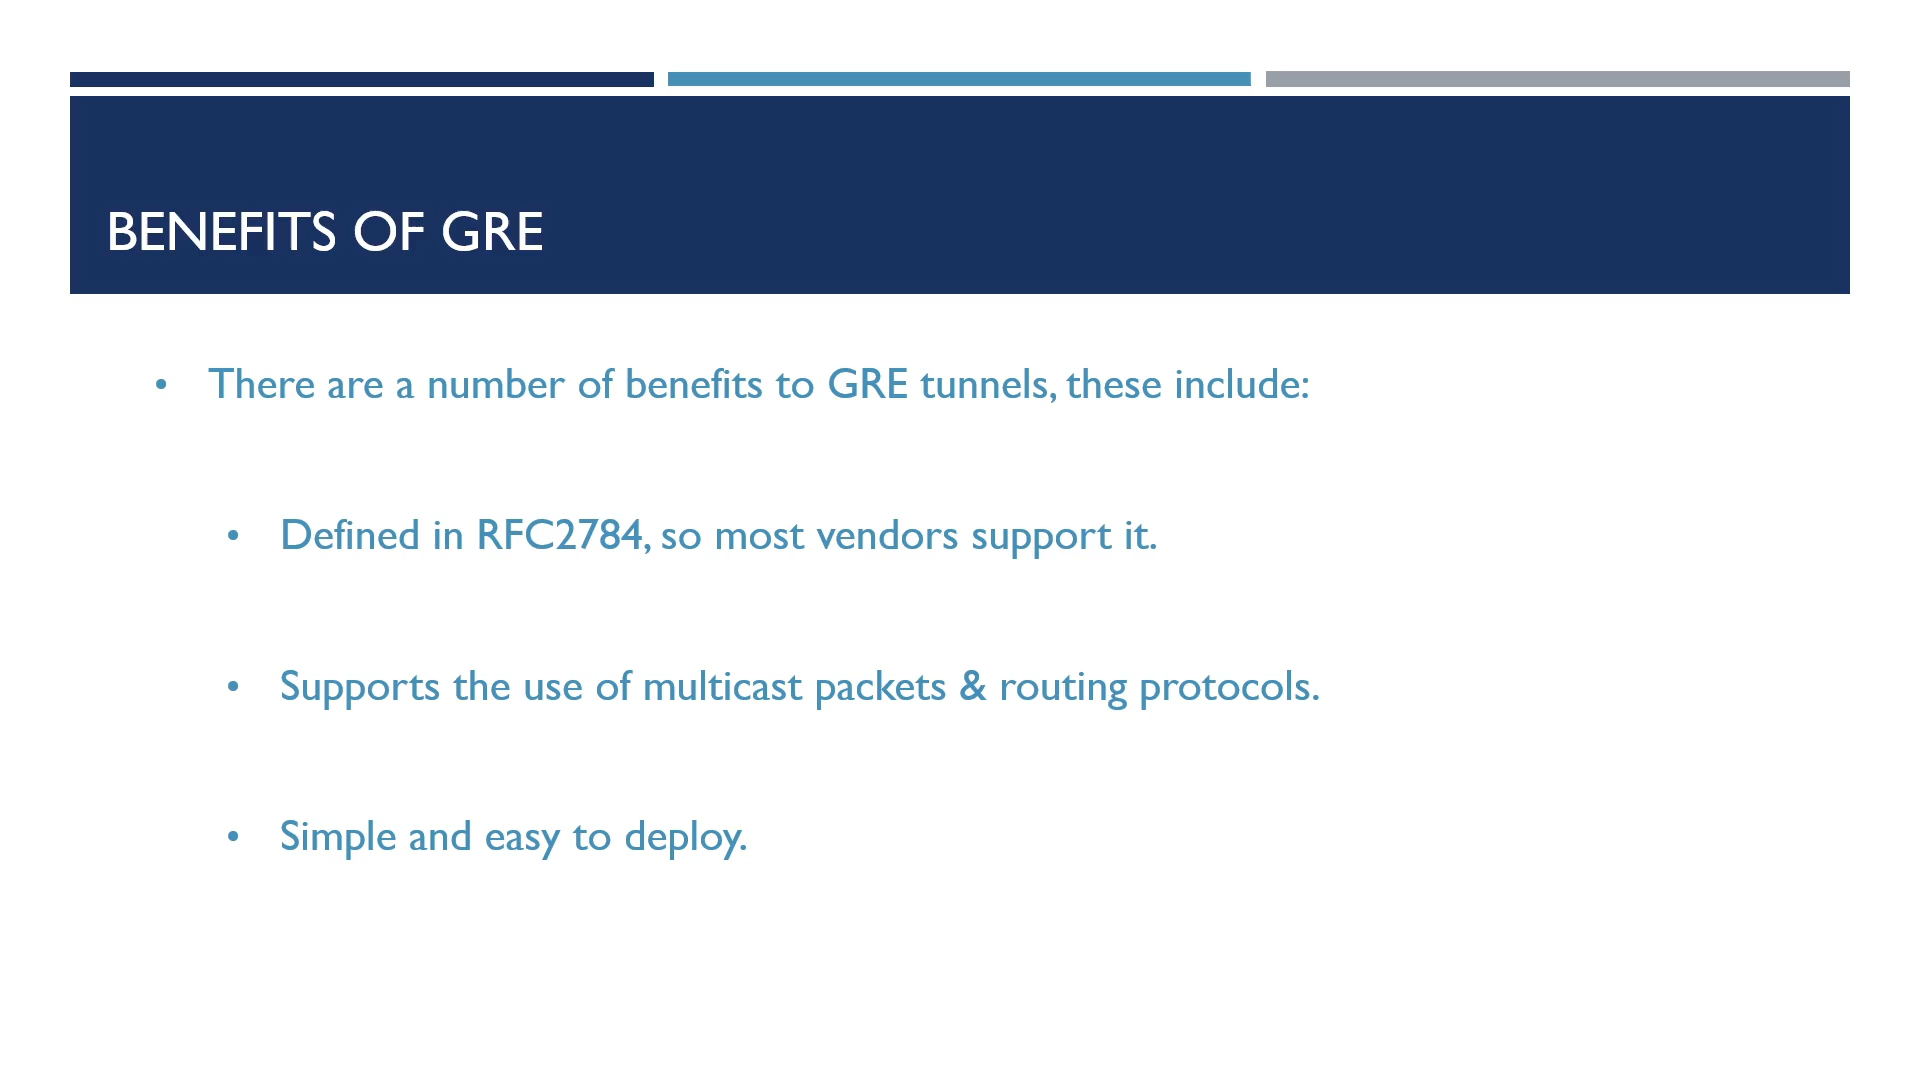 BENEFITS OF GRE
• There are a number of benefits to GRE tunnels, these include:
• Defined in RFC2784, so most vendors support it.
• Supports the use of multicast packets & routing protocols.
• Simple and easy to deploy.